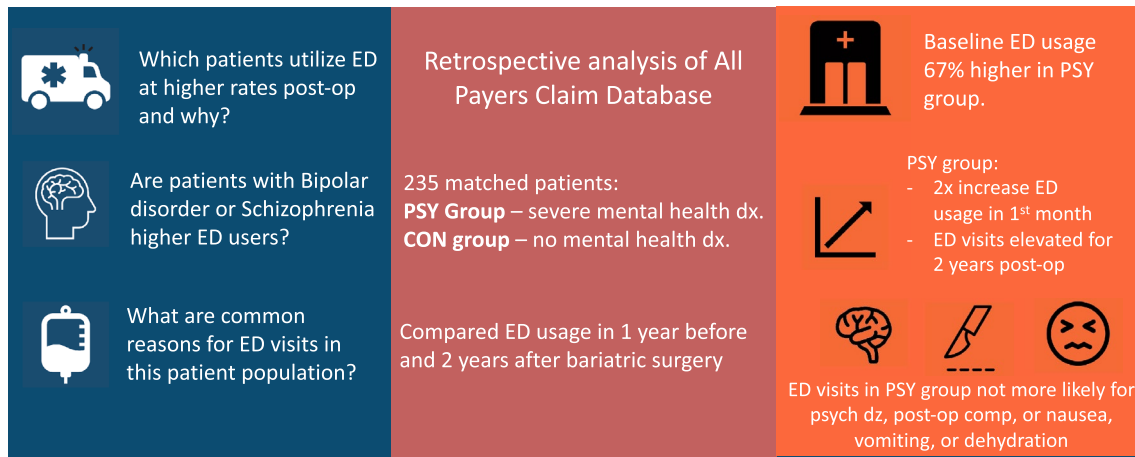 Which patients utilize ED
at higher rates post-op
and why?
Are patients with Bipolar
disorder or Schizophrenia
higher ED users?
What are common
reasons for ED visits in
this patient population?
Retrospective analysis of All
Payers Claim Database
235 matched patients:
PSY Group – severe mental health dx.
CON group – no mental health dx.
Compared ED usage in 1 year before
and 2 years after bariatric surgery
Baseline ED usage
67% higher in PSY
group.
PSY group:
- 2x increase ED
usage in 1st month
- ED visits elevated for
2 years post-op
ED visits in PSY group not more likely for
psych dz, post-op comp, or nausea,
vomiting, or dehydration